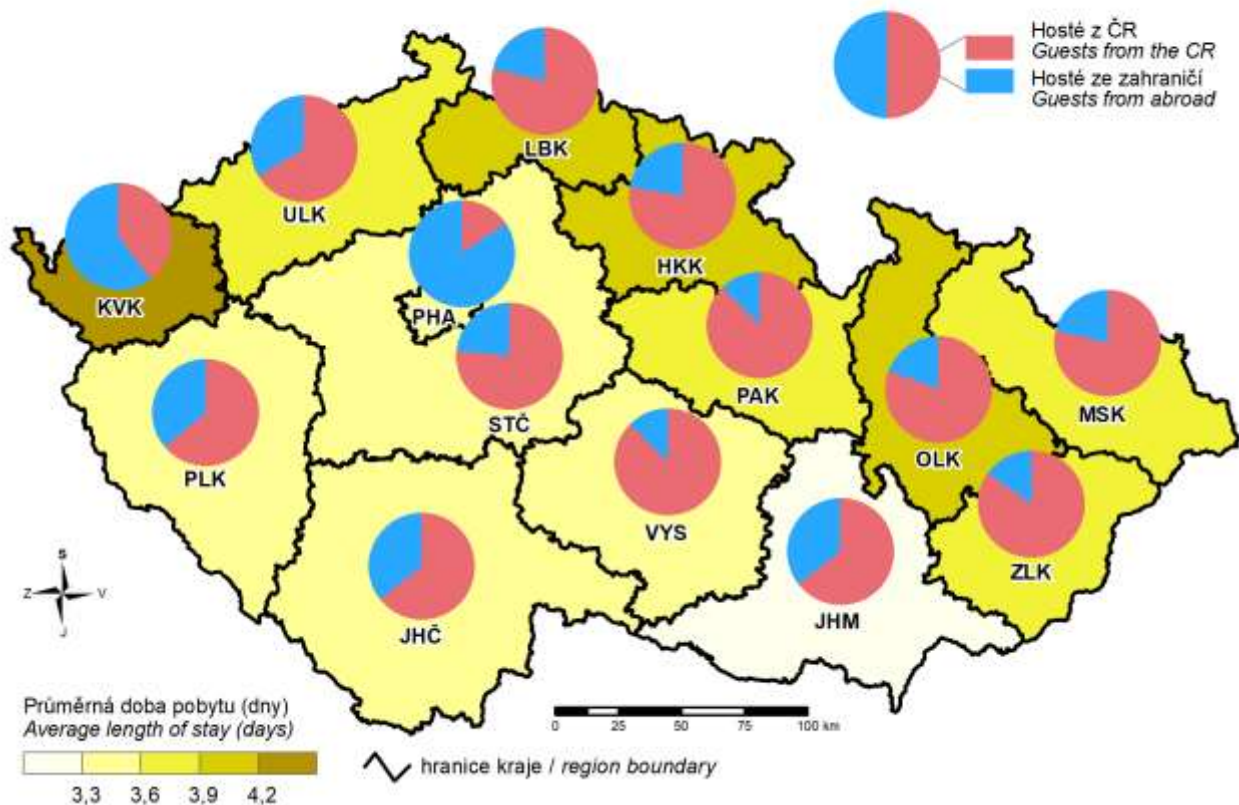 Hosté z ČR
Guests from the CR
Hosté ze zahraničí
Guests from abroad
LBK
ULK
HKK
KVK
PHA
PAK
MSK
STČ
OLK
PLK
VYS
ZLK
JHM
JHČ
S
Z V
J
Průměrná doba pobytu (dny)
Average length of stay (days)
3,3 3,6 3,9 4,2
0 25 50 75 100 km
hranice kraje / region boundary